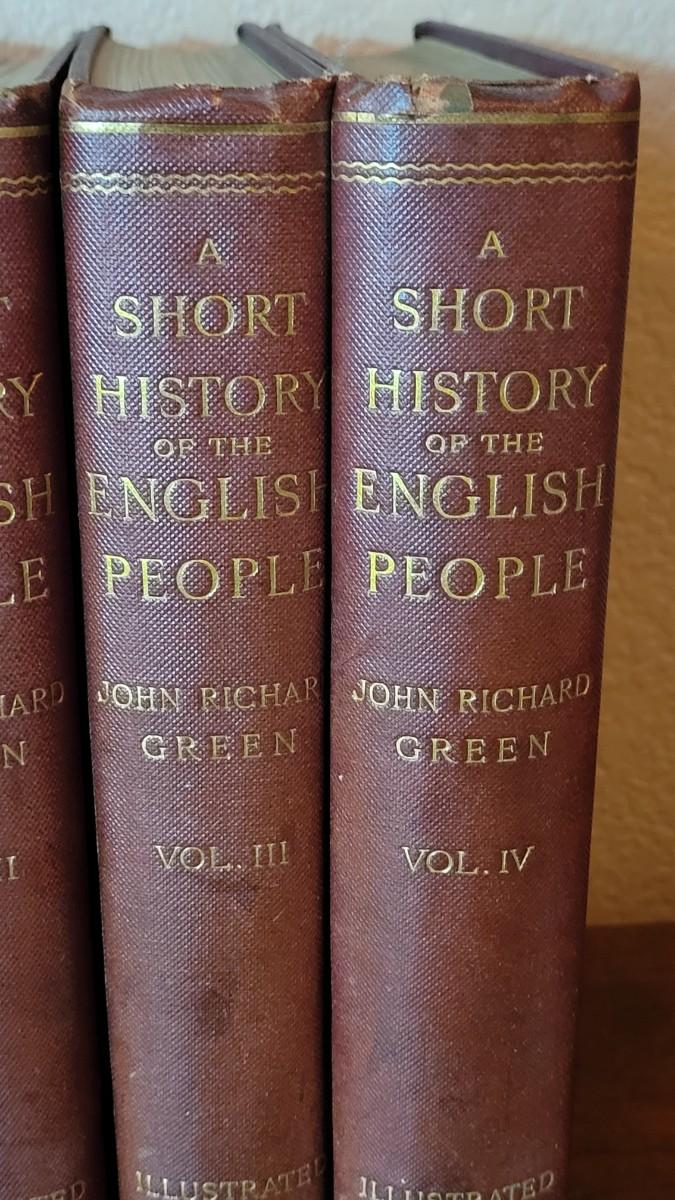 A
SHORT
HISTORY
OF THE
ENGLISH
PEOPLE
JOHN RICHAR
GREEN
VOL. III
ILLUSTRATED
A
SHORT
HISTORY
OF THE
ENGLISH
PEOPLE
JOHN RICHARD
GREEN
VOL. IV
ILLUSTRATED